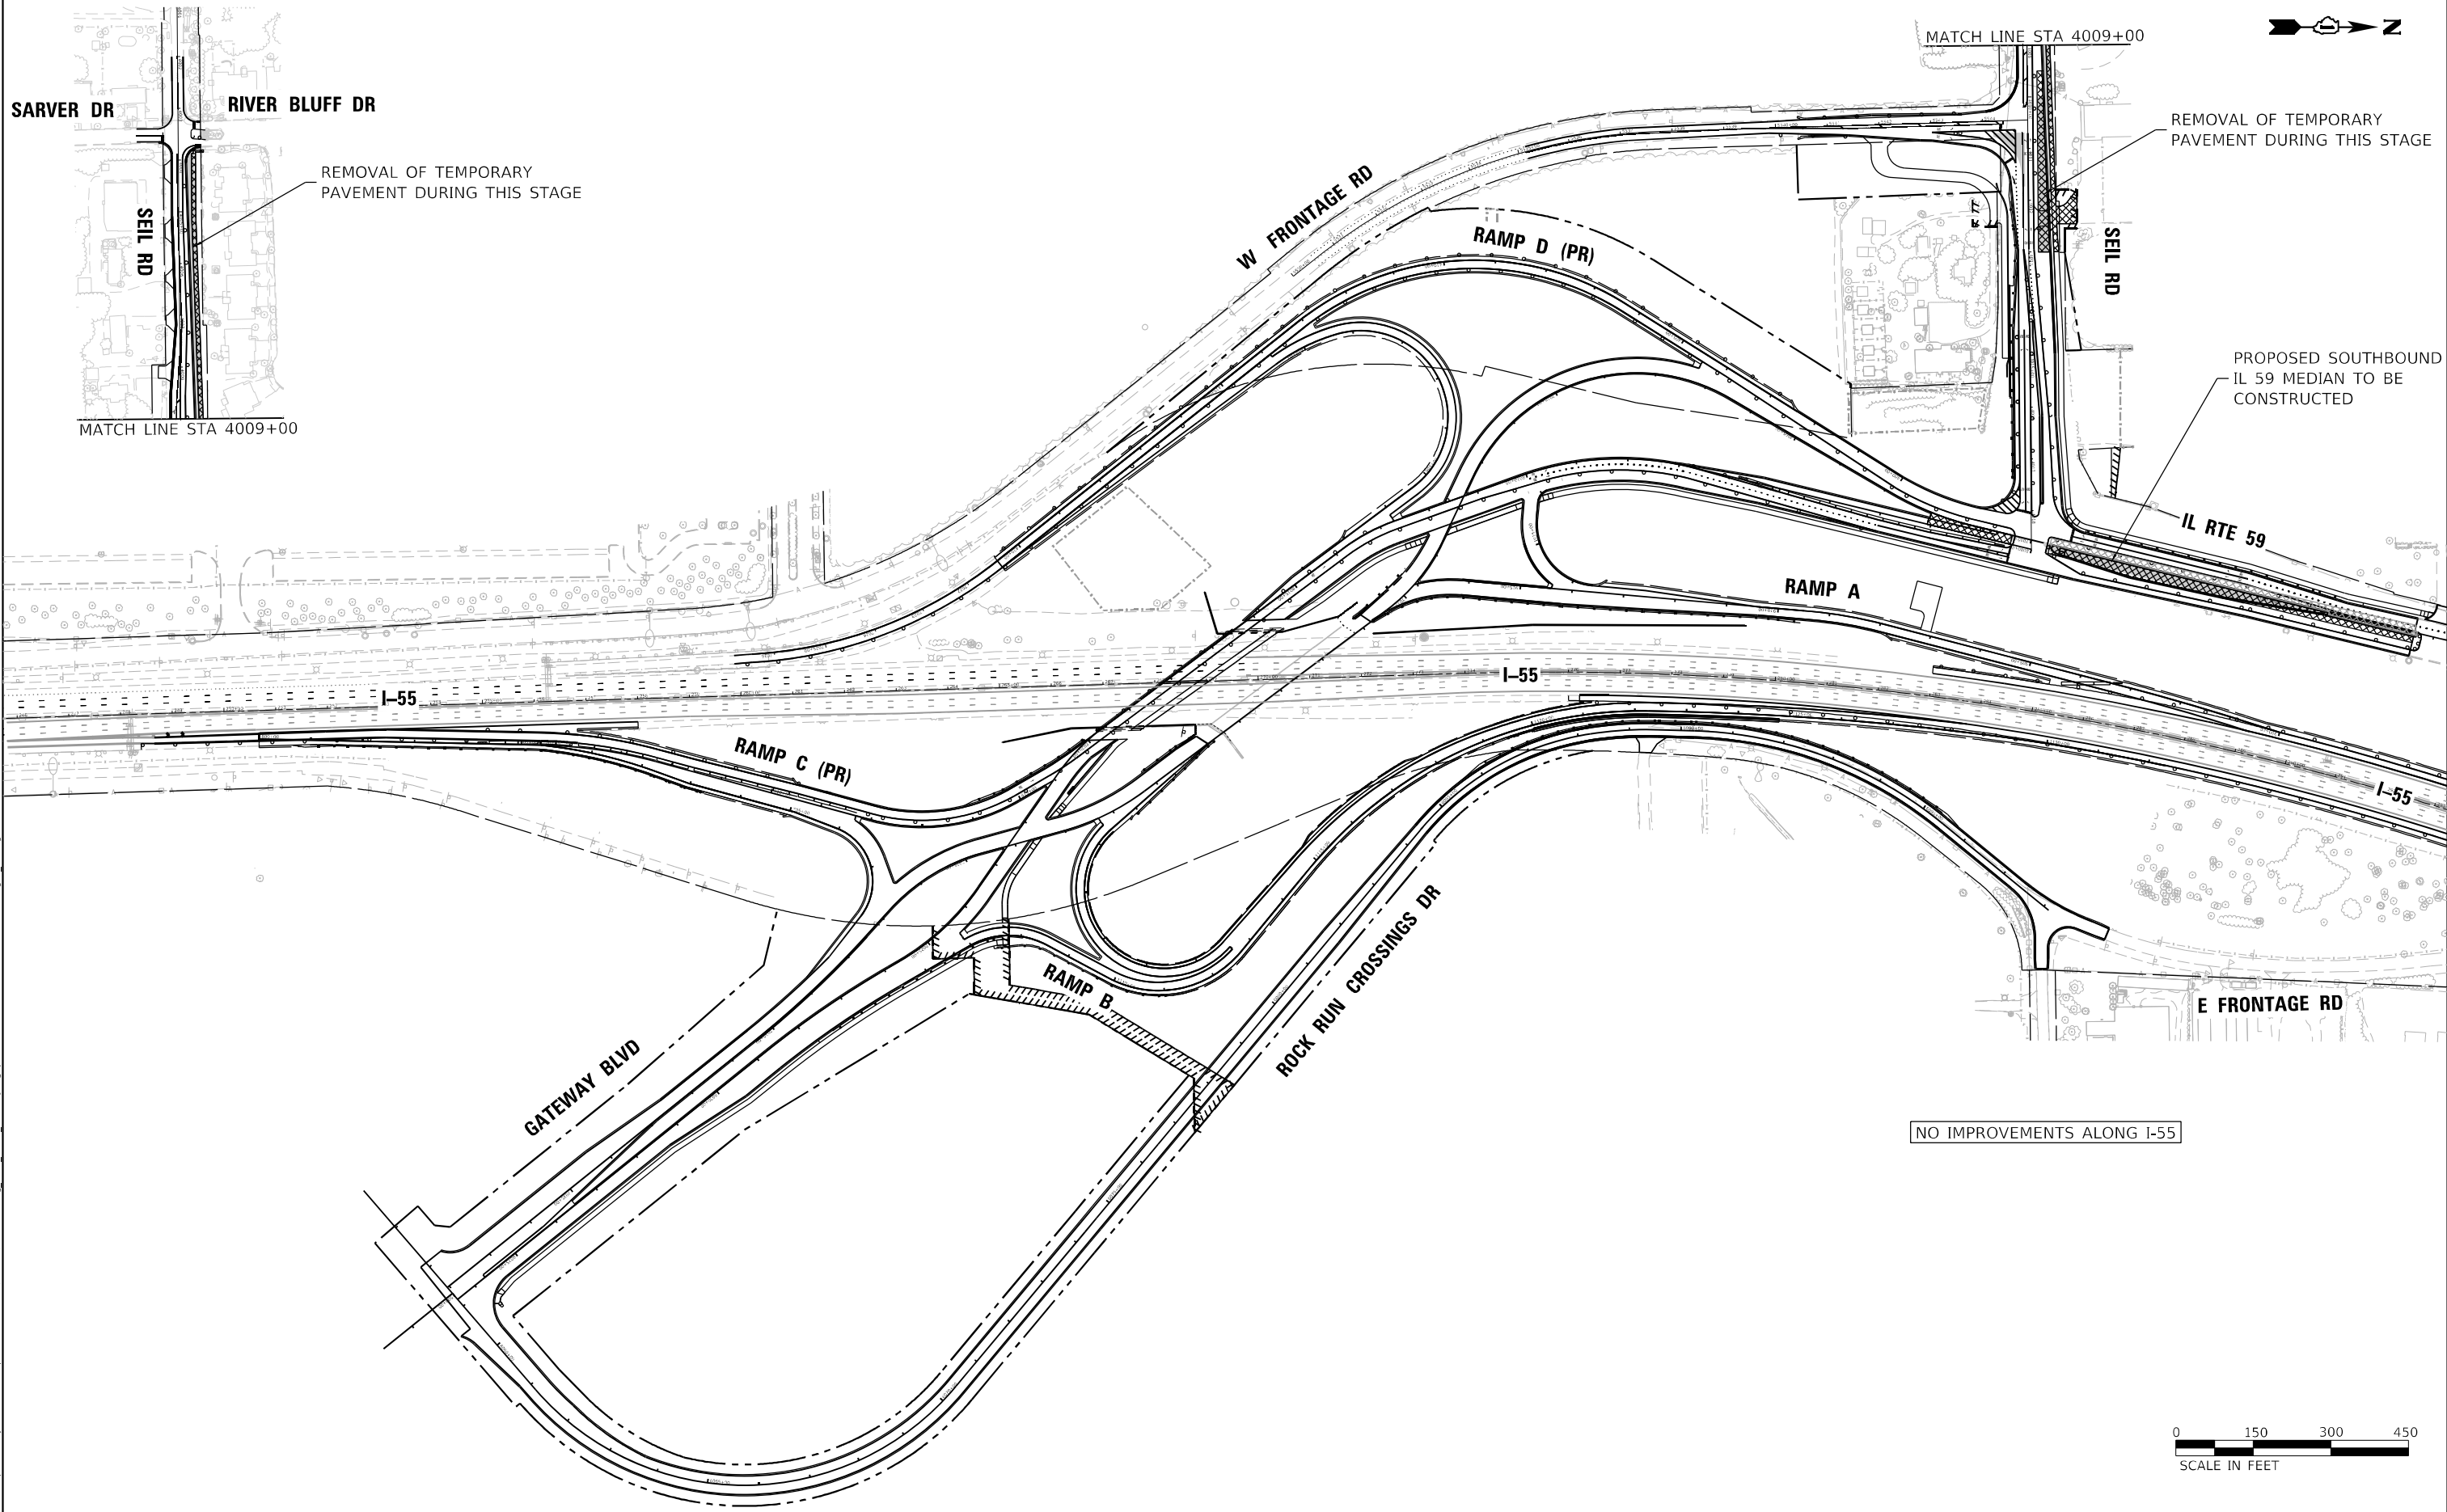 N
MATCH LINE STA 4009+00
SARVER DR
RIVER BLUFF DR
REMOVAL OF TEMPORARY
PAVEMENT DURING THIS STAGE
SEIL RD
MATCH LINE STA 4009+00
REMOVAL OF TEMPORARY
PAVEMENT DURING THIS STAGE
W FRONTAGE RD
RAMP D (PR)
SEIL RD
PROPOSED SOUTHBOUND
IL 59 MEDIAN TO BE
CONSTRUCTED
IL RTE 59
RAMP A
I-55
I-55
I-55
RAMP C (PR)
RAMP B
ROCK RUN CROSSINGS DR
E FRONTAGE RD
GATEWAY BLVD
NO IMPROVEMENTS ALONG I-55
0 150 300 450
SCALE IN FEET